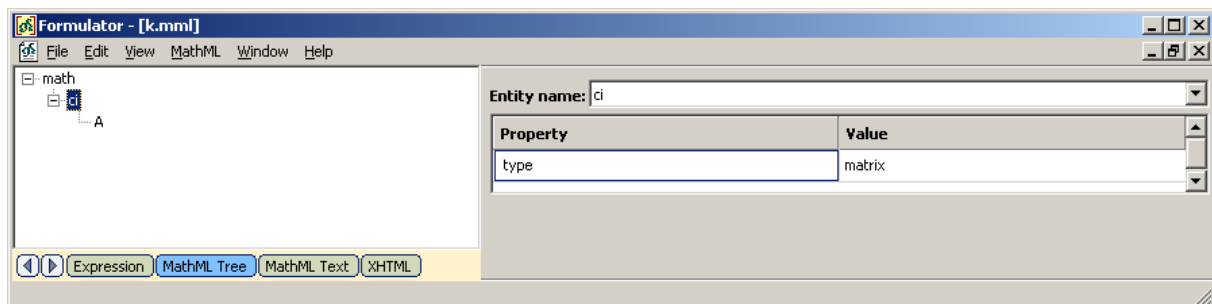 Formulator - [k.mml]
File Edit View MathML Window Help
math
ci
A
Entity name: ci
Property Value
type matrix
Expression MathML Tree MathML Text XHTML